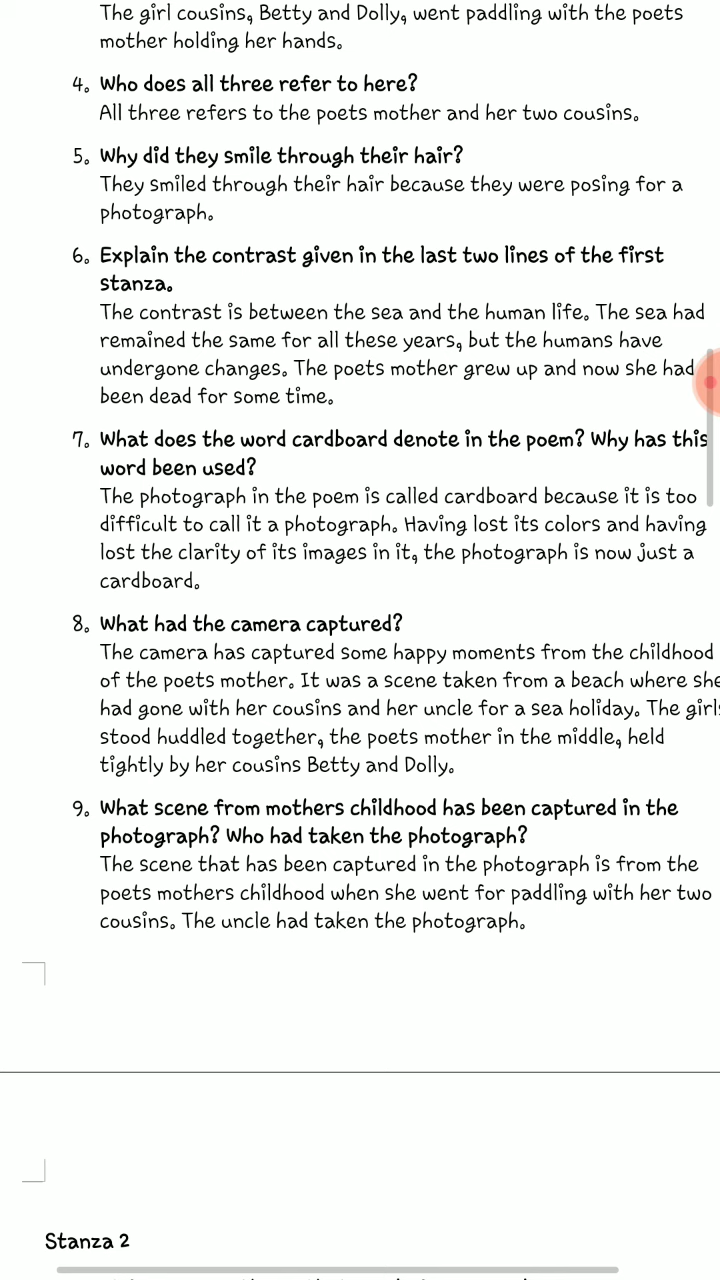 The girl cousins, Betty and Dolly, went paddling with the poets
mother holding her hands.
4. Who does all three refer to here?
All three refers to the poets mother and her two cousins.
5. Why did they smile through their hair?
They smiled through their hair because they were posing for a
photograph.
6. Explain the contrast given in the last two lines of the first
stanza.
The contrast is between the sea and the human life. The sea had
remained the same for all these years, but the humans have
undergone changes. The poets mother grew up and now she had
been dead for some time.
7. What does the word cardboard denote in the poem? Why has this
word been used?
The photograph in the poem is called cardboard because it is too
difficult to call it a photograph. Having lost its colors and having
lost the clarity of its images in it, the photograph is now just a
cardboard.
8. What had the camera captured?
The camera has captured some happy moments from the childhood
of the poets mother. It was a scene taken from a beach where she
had gone with her cousins and her uncle for a sea holiday. The girls
stood huddled together, the poets mother in the middle, held
tightly by her cousins Betty and Dolly.
9. What scene from mothers childhood has been captured in the
photograph? Who had taken the photograph?
The scene that has been captured in the photograph is from the
poets mothers childhood when she went for paddling with her two
cousins. The uncle had taken the photograph.
Stanza 2